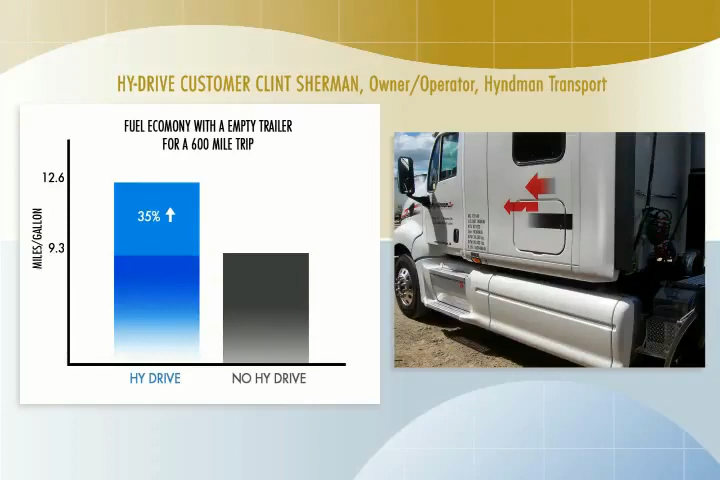 HY-DRIVE CUSTOMER CLINT SHERMAN, Owner/Operator, Hyndman Transport
FUEL ECOMONY WITH A EMPTY TRAILER
FOR A 600 MILE TRIP
12.6
35%
MILES/GALLON
9.3
HY DRIVE
NO HY DRIVE